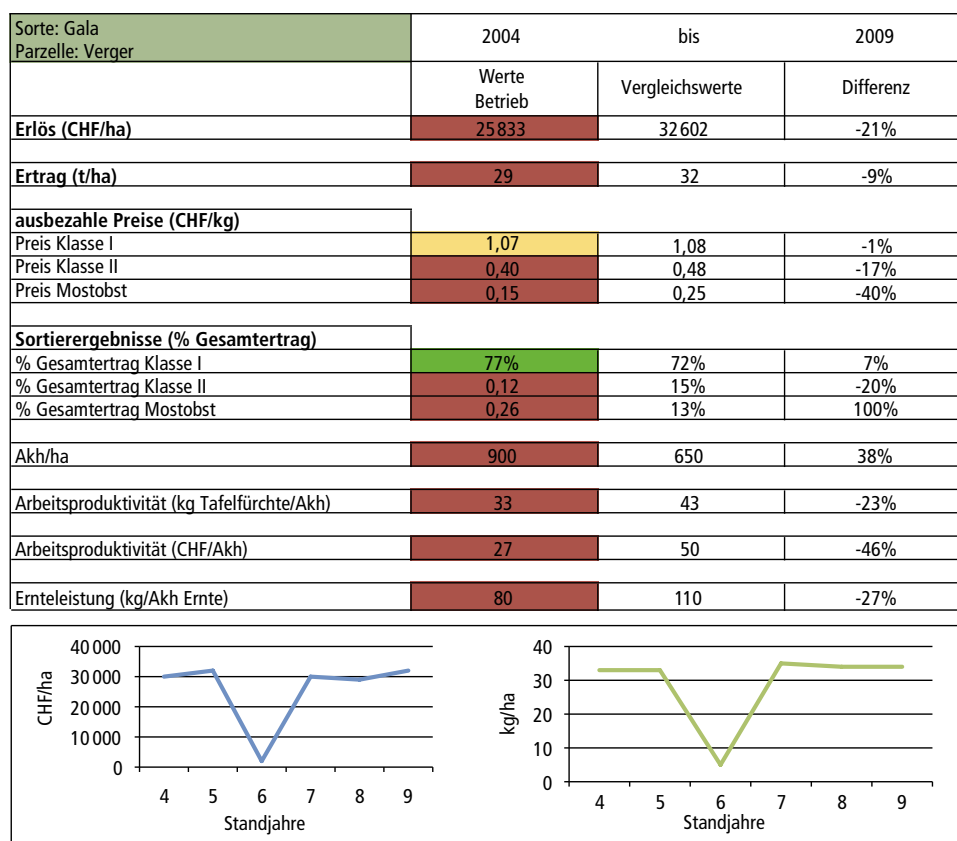 Sorte: Gala
Parzelle: Verger
2004 bis 2009
Werte
Betrieb
Vergleichswerte Differenz
Erlös (CHF/ha) 25 833 32 602 -21%
Ertrag (t/ha) 29 32 -9%
ausbezahle Preise (CHF/kg)
Preis Klasse I 1,07 1,08 -1%
Preis Klasse II 0,40 0,48 -17%
Preis Mostobst 0,15 0,25 -40%
Sortierergebnisse (% Gesamtertrag)
% Gesamtertrag Klasse I 77% 72% 7%
% Gesamtertrag Klasse II 0,12 15% -20%
% Gesamtertrag Mostobst 0,26 13% 100%
Akh/ha 900 650 38%
Arbeitsproduktivität (kg Tafelfürchte/Akh) 33 43 -23%
Arbeitsproduktivität (CHF/Akh) 27 50 -46%
Ernteleistung (kg/Akh Ernte) 80 110 -27%
CHF/ha
40 000
30 000
20 000
10 000
0
4 5 6 7 8 9
Standjahre
kg/ha
40
30
20
10
0
4 5 6 7 8 9
Standjahre